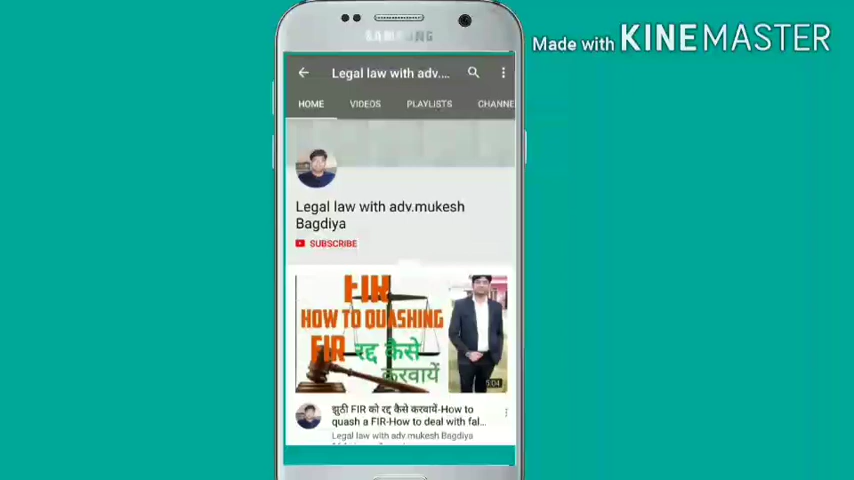 SAMSUNG
Made with KINEMASTER
Legal law with adv....
HOME VIDEOS PLAYLISTS CHANNE
Legal law with adv.mukesh
Bagdiya
SUBSCRIBE
FIR
HOW TO QUASHING
FIR रद्द कैसे
करवायें
5:04
झुठी FIR को रद्द कैसे करवायें-How to
quash a FIR-How to deal with fal...
Legal law with adv.mukesh Bagdiya